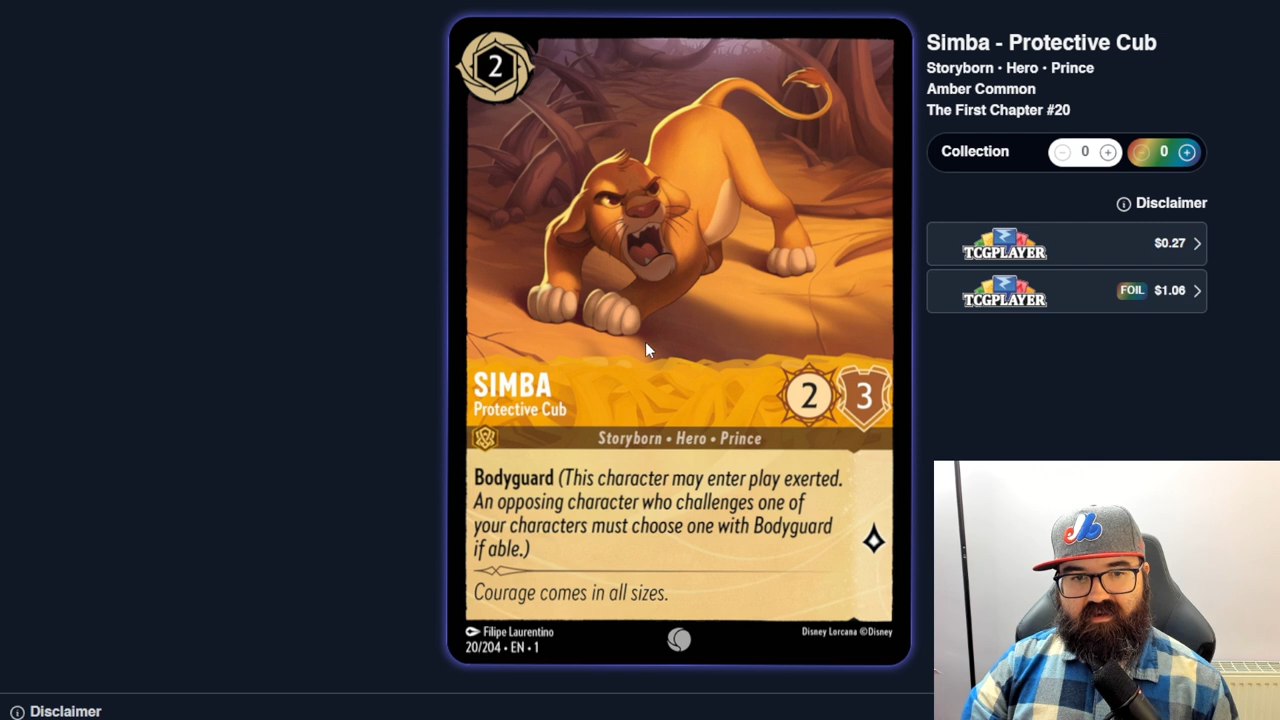 2
SIMBA
Protective Cub
2
3
Storyborn • Hero • Prince
Bodyguard (This character may enter play exerted.
An opposing character who challenges one of
your characters must choose one with Bodyguard
if able.)
Courage comes in all sizes.
Filipe Laurentino
20/204 • EN • 1
Disney Lorcana ©Disney
Simba - Protective Cub
Storyborn • Hero • Prince
Amber Common
The First Chapter #20
Collection
0
0
Disclaimer
TCGPLAYER
$0.27
TCGPLAYER
FOIL $1.06
Disclaimer